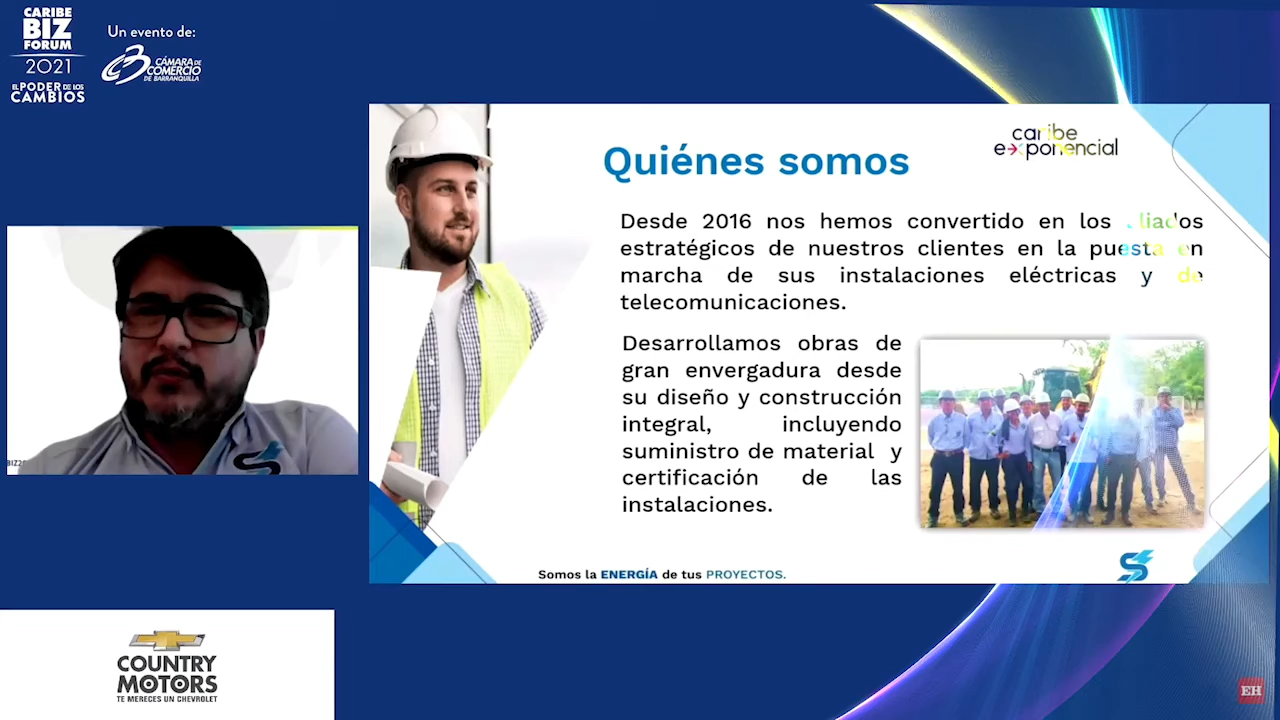 CARIBE
BIZ
FORUM
2021
EL PODER DE LOS
CAMBIOS
Un evento de:
CÁMARA DE
COMERCIO
DE BARRANQUILLA
Quiénes somos
caribe
exponencial
Desde 2016 nos hemos convertido en los aliados
estratégicos de nuestros clientes en la puesta en
marcha de sus instalaciones eléctricas y de
telecomunicaciones.
Desarrollamos obras de
gran envergadura desde
su diseño y construcción
integral, incluyendo
suministro de material y
certificación de las
instalaciones.
Somos la ENERGÍA de tus PROYECTOS.
COUNTRY
MOTORS
TE MERECES UN CHEVROLET
EH